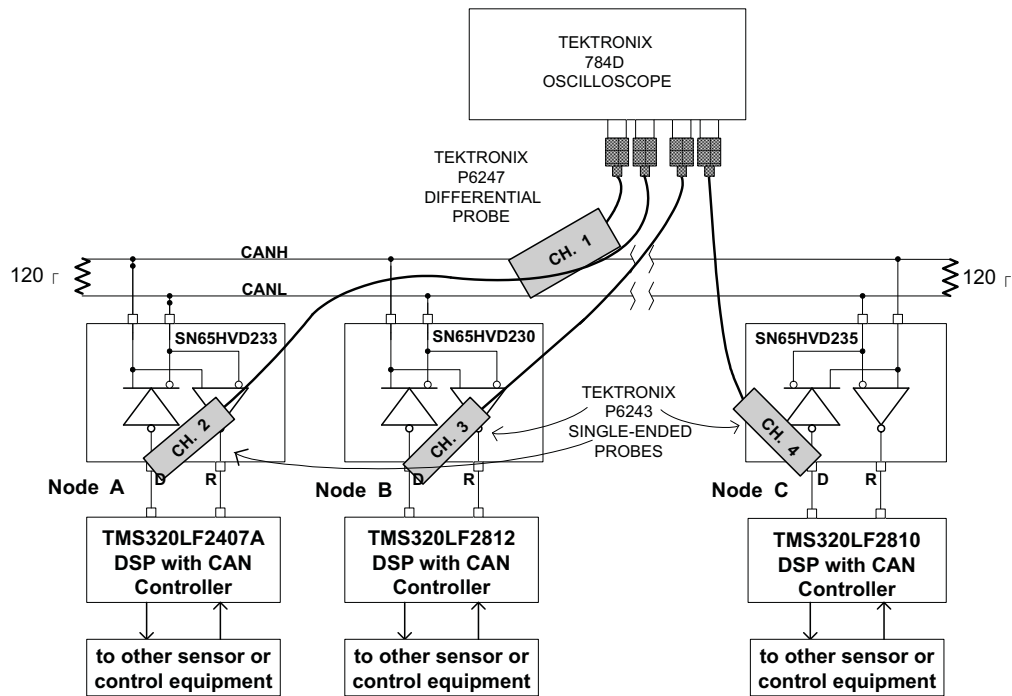 TEKTRONIX
784D
OSCILLOSCOPE
TEKTRONIX
P6247
DIFFERENTIAL
PROBE
CH. 1
CANH
120 ┌
120 ┌
CANL
SN65HVD233
SN65HVD230
SN65HVD235
TEKTRONIX
P6243
SINGLE-ENDED
PROBES
CH. 2
CH. 3
CH. 4
D
R
D
R
D
R
Node A
Node B
Node C
TMS320LF2407A
DSP with CAN
Controller
TMS320LF2812
DSP with CAN
Controller
TMS320LF2810
DSP with CAN
Controller
to other sensor or
control equipment
to other sensor or
control equipment
to other sensor or
control equipment